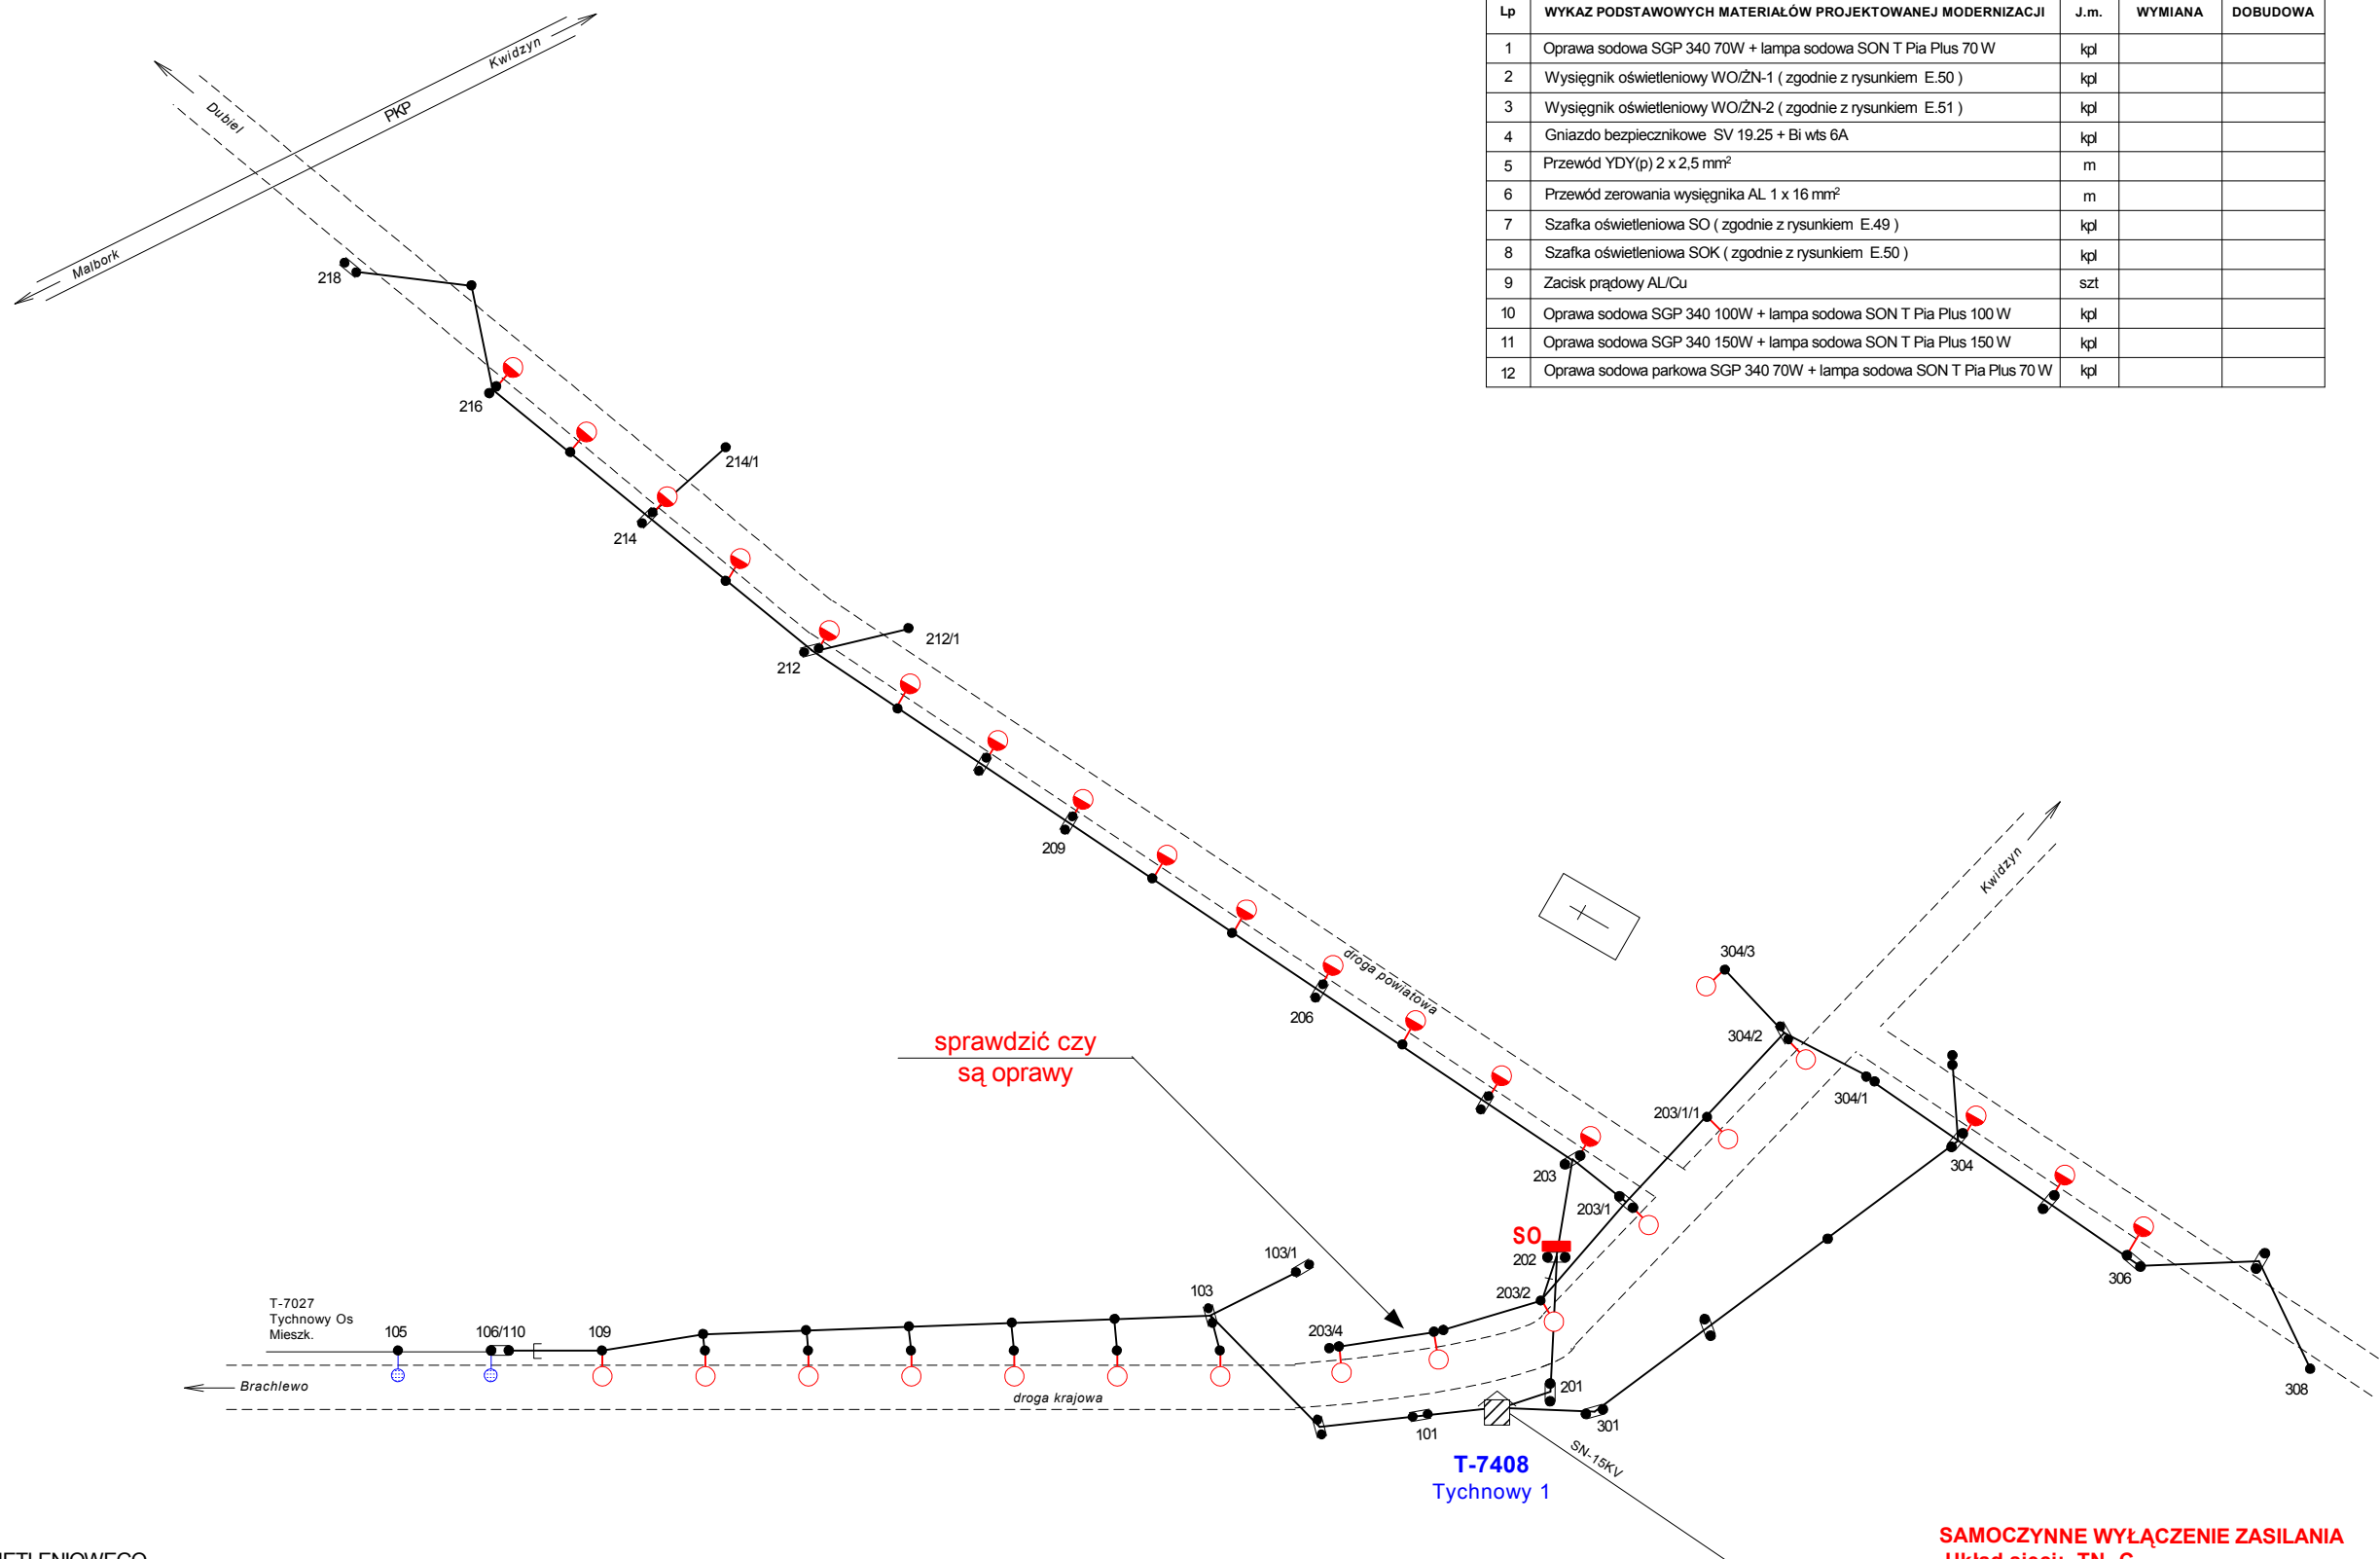 Lp WYKAZ PODSTAWOWYCH MATERIAŁÓW PROJEKTOWANEJ MODERNIZACJI J.m. WYMIANA DOBUDOWA
1 Oprawa sodowa SGP 340 70W + lampa sodowa SON T Pia Plus 70 W kpl
2 Wysięgnik oświetleniowy WO/ŻN-1 ( zgodnie z rysunkiem E.50 ) kpl
3 Wysięgnik oświetleniowy WO/ŻN-2 ( zgodnie z rysunkiem E.51 ) kpl
4 Gniazdo bezpiecznikowe SV 19.25 + Bi wts 6A kpl
5 Przewód YDY(p) 2 x 2,5 mm² m
6 Przewód zerowania wysięgnika AL 1 x 16 mm² m
7 Szafka oświetleniowa SO ( zgodnie z rysunkiem E.49 ) kpl
8 Szafka oświetleniowa SOK ( zgodnie z rysunkiem E.50 ) kpl
9 Zacisk prądowy AL/Cu szt
10 Oprawa sodowa SGP 340 100W + lampa sodowa SON T Pia Plus 100 W kpl
11 Oprawa sodowa SGP 340 150W + lampa sodowa SON T Pia Plus 150 W kpl
12 Oprawa sodowa parkowa SGP 340 70W + lampa sodowa SON T Pia Plus 70 W kpl
Kwidzyn
PKP
Dubiel
Malbork
218
216
214/1
214
212/1
212
209
206
droga powiatowa
Kwidzyn
304/3
304/2
304/1
203/1/1
304
306
308
sprawdzić czy
są oprawy
203
203/1
SO
202
203/2
203/4
103/1
103
T-7027
Tychnowy Os
Mieszk.
105
106/110
109
Brachlewo
droga krajowa
201
101
301
SN-15KV
T-7408
Tychnowy 1
SAMOCZYNNE WYŁĄCZENIE ZASILANIA
Układ sieci: TN-C
IETLENIOWEGO